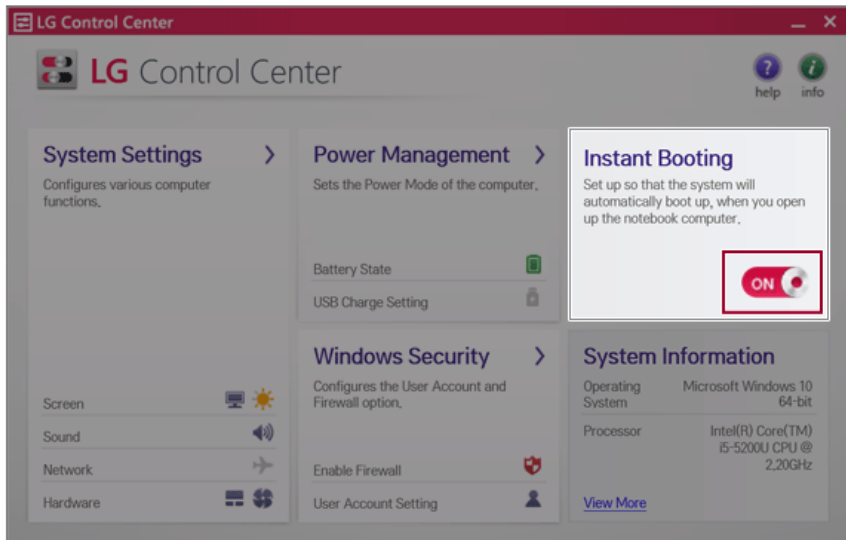 LG Control Center
LG Control Center
help
info
System Settings
Configures various computer
functions.
Screen
Sound
Network
Hardware
Power Management
Sets the Power Mode of the computer.
Battery State
USB Charge Setting
Instant Booting
Set up so that the system will
automatically boot up, when you open
up the notebook computer.
ON
Windows Security
Configures the User Account and
Firewall option.
Enable Firewall
User Account Setting
System Information
Operating
System
Microsoft Windows 10
64-bit
Processor
Intel(R) Core(TM)
i5-5200U CPU @
2.20GHz
View More